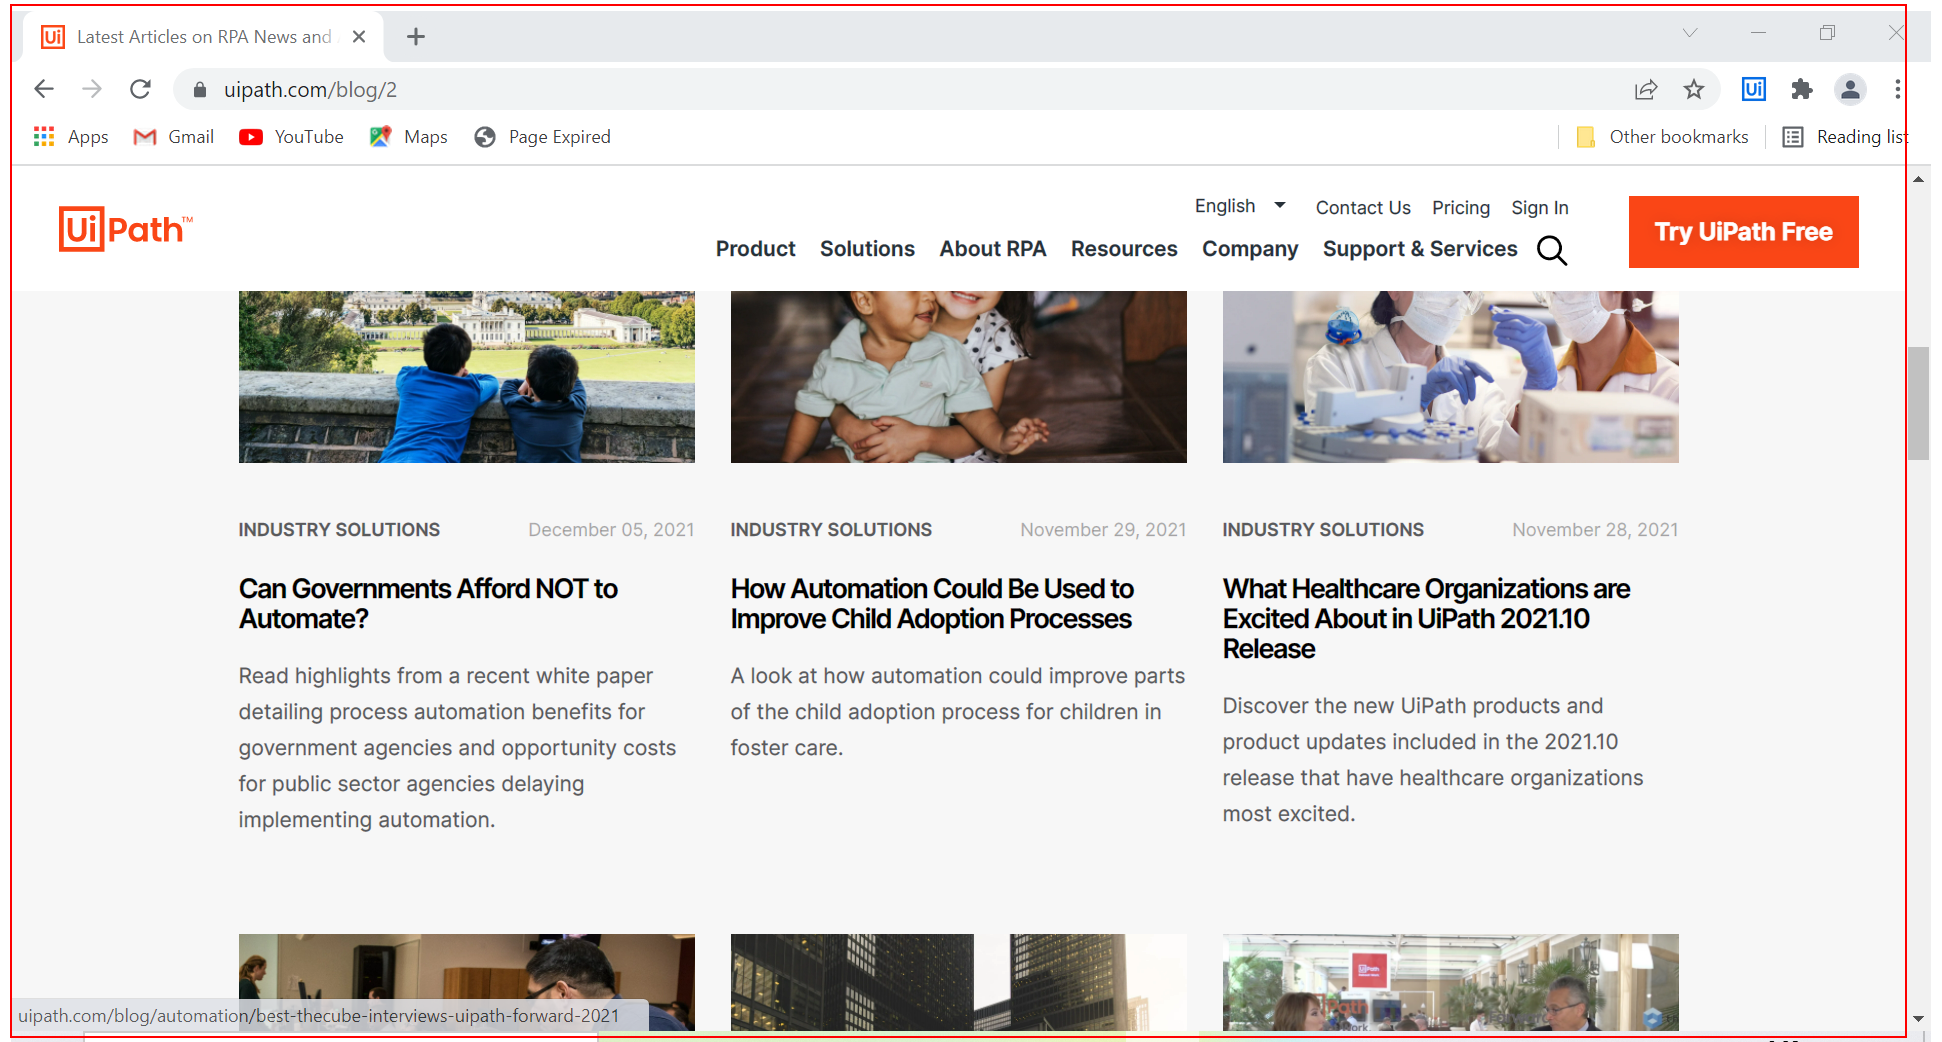 Latest Articles on RPA News and
uipath.com/blog/2
Ui
Apps
Gmail
YouTube
Maps
Page Expired
Other bookmarks
Reading list
UiPath™
English
Contact Us
Pricing
Sign In
Product
Solutions
About RPA
Resources
Company
Support & Services
Try UiPath Free
INDUSTRY SOLUTIONS
December 05, 2021
Can Governments Afford NOT to
Automate?
Read highlights from a recent white paper
detailing process automation benefits for
government agencies and opportunity costs
for public sector agencies delaying
implementing automation.
INDUSTRY SOLUTIONS
November 29, 2021
How Automation Could Be Used to
Improve Child Adoption Processes
A look at how automation could improve parts
of the child adoption process for children in
foster care.
INDUSTRY SOLUTIONS
November 28, 2021
What Healthcare Organizations are
Excited About in UiPath 2021.10
Release
Discover the new UiPath products and
product updates included in the 2021.10
release that have healthcare organizations
most excited.
UiPath
uipath.com/blog/automation/best-thecube-interviews-uipath-forward-2021